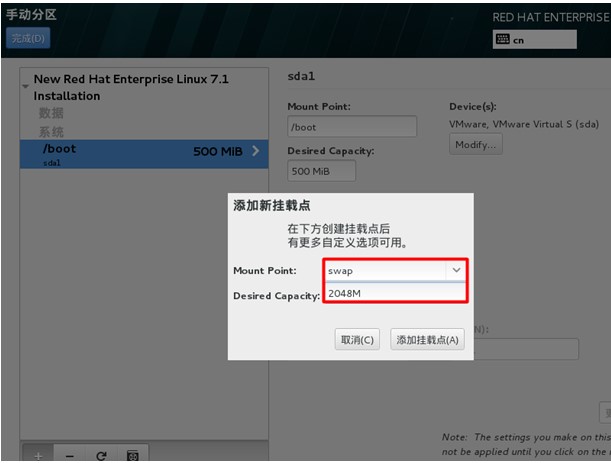 手动分区
RED HAT ENTERPRISE
完成(D)
cn
New Red Hat Enterprise Linux 7.1
Installation
数据
系统
/boot
500 MiB
sda1
sda1
Mount Point:
/boot
Desired Capacity:
500 MiB
Device(s):
VMware, VMware Virtual S (sda)
Modify...
添加新挂载点
在下方创建挂载点后
有更多自定义选项可用。
Mount Point:
swap
Desired Capacity:
2048M
取消(C)
添加挂载点(A)
N):
Note: The settings you make on this
not be applied until you click on the